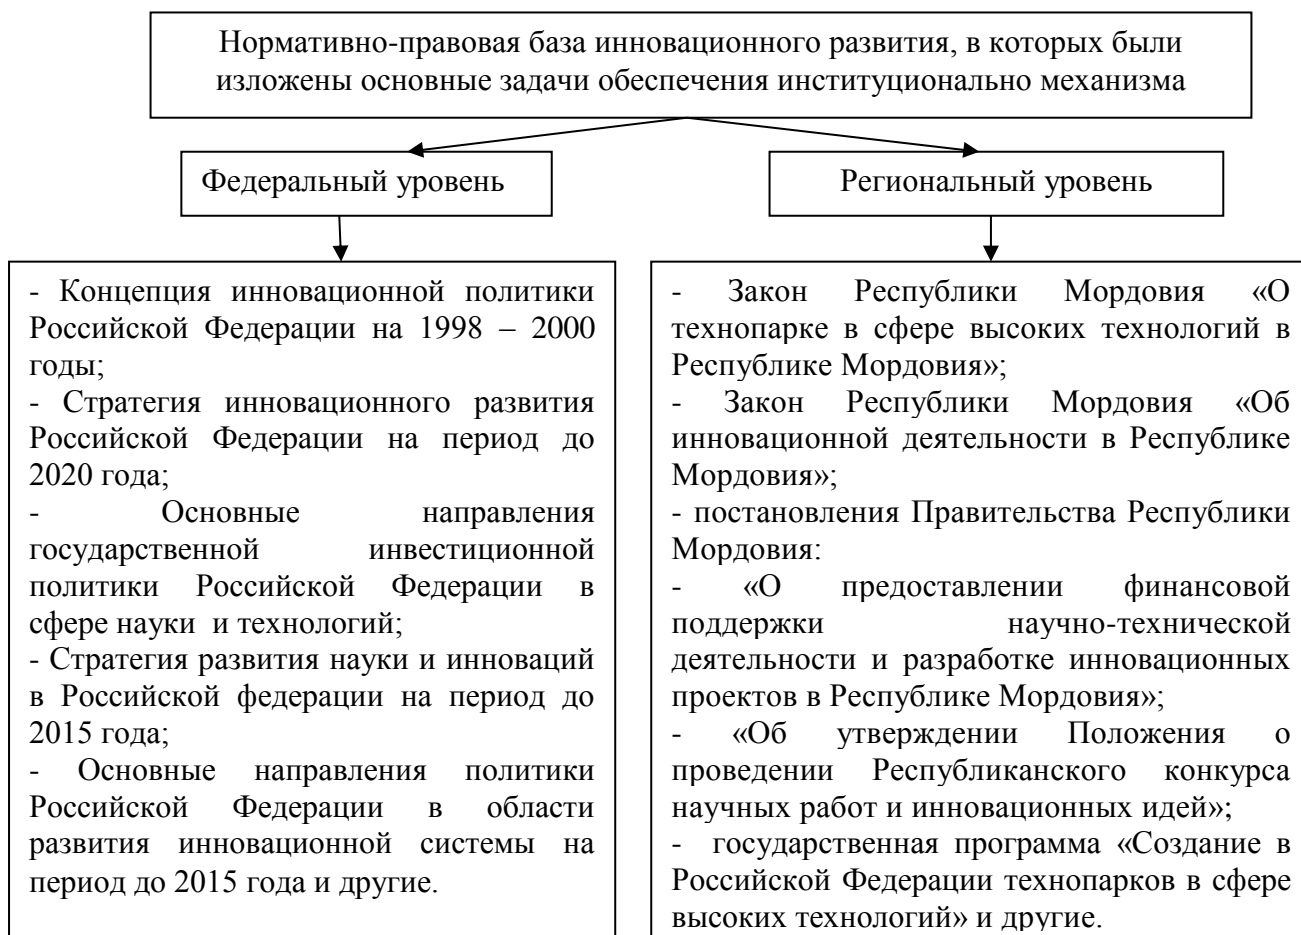 Нормативно-правовая база инновационного развития, в которых были
изложены основные задачи обеспечения институционально механизма
Федеральный уровень
Региональный уровень
- Концепция инновационной политики
Российской Федерации на 1998 – 2000
годы;
- Стратегия инновационного развития
Российской Федерации на период до
2020 года;
- Основные направления
государственной инвестиционной
политики Российской Федерации в
сфере науки и технологий;
- Стратегия развития науки и инноваций
в Российской федерации на период до
2015 года;
- Основные направления политики
Российской Федерации в области
развития инновационной системы на
период до 2015 года и другие.
- Закон Республики Мордовия «О
технопарке в сфере высоких технологий в
Республике Мордовия»;
- Закон Республики Мордовия «Об
инновационной деятельности в Республике
Мордовия»;
- постановления Правительства Республики
Мордовия:
- «О предоставлении финансовой
поддержки научно-технической
деятельности и разработке инновационных
проектов в Республике Мордовия»;
- «Об утверждении Положения о
проведении Республиканского конкурса
научных работ и инновационных идей»;
- государственная программа «Создание в
Российской Федерации технопарков в сфере
высоких технологий» и другие.